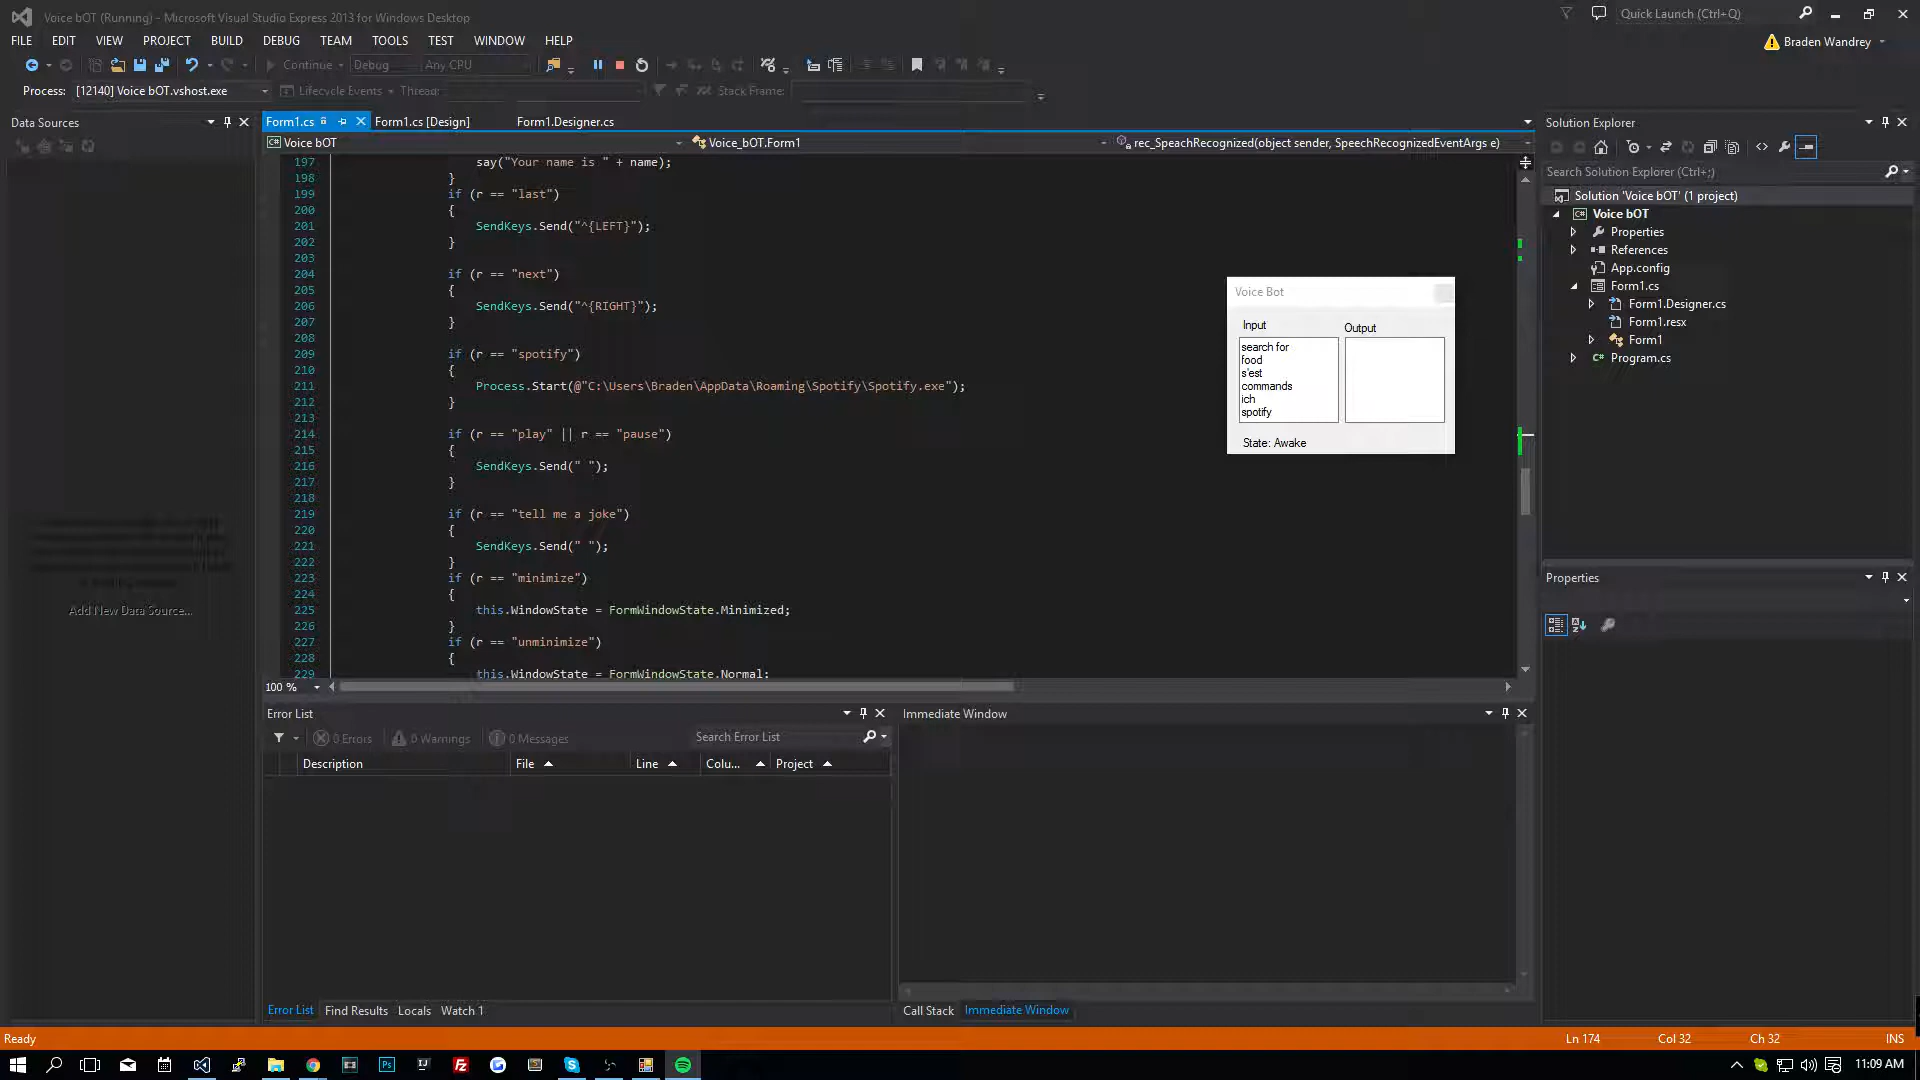 Voice bOT (Running) - Microsoft Visual Studio Express 2013 for Windows Desktop
Quick Launch (Ctrl+Q)
FILE EDIT VIEW PROJECT BUILD DEBUG TEAM TOOLS TEST WINDOW HELP
Braden Wandrey
Continue Debug Any CPU
Process: [12140] Voice bOT.vshost.exe Lifecycle Events Thread: Stack Frame:
Data Sources
Form1.cs Form1.cs [Design] Form1.Designer.cs
Voice bOT Voice_bOT.Form1 rec_SpeachRecognized(object sender, SpeechRecognizedEventArgs e)
197 say("Your name is " + name);
198 }
199 if (r == "last")
200 {
201 SendKeys.Send("^{LEFT}");
202 }
203
204 if (r == "next")
205 {
206 SendKeys.Send("^{RIGHT}");
207 }
208
209 if (r == "spotify")
210 {
211 Process.Start(@"C:\Users\Braden\AppData\Roaming\Spotify\Spotify.exe");
212 }
213
214 if (r == "play" || r == "pause")
215 {
216 SendKeys.Send(" ");
217 }
218
219 if (r == "tell me a joke")
220 {
221 SendKeys.Send(" ");
222 }
223 if (r == "minimize")
224 {
225 this.WindowState = FormWindowState.Minimized;
226 }
227 if (r == "unminimize")
228 {
229 this.WindowState = FormWindowState.Normal;
100 %
Add New Data Source...
Voice Bot
Input Output
search for
food
s'est
commands
ich
spotify
State: Awake
Solution Explorer
Search Solution Explorer (Ctrl+;)
Solution 'Voice bOT' (1 project)
Voice bOT
Properties
References
App.config
Form1.cs
Form1.Designer.cs
Form1.resx
Form1
Program.cs
Properties
Error List
0 Errors 0 Warnings 0 Messages Search Error List
Description File Line Colu... Project
Immediate Window
Error List Find Results Locals Watch 1
Call Stack Immediate Window
Ready Ln 174 Col 32 Ch 32 INS
11:09 AM